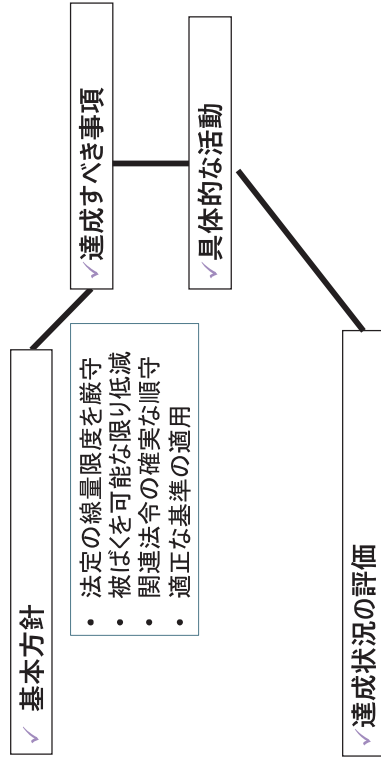 ✓ 基本方針
• 法定の線量限度を厳守
• 被ばくを可能な限り低減
• 関連法令の確実な順守
• 適正な基準の適用
✓達成すべき事項
✓具体的な活動
✓達成状況の評価